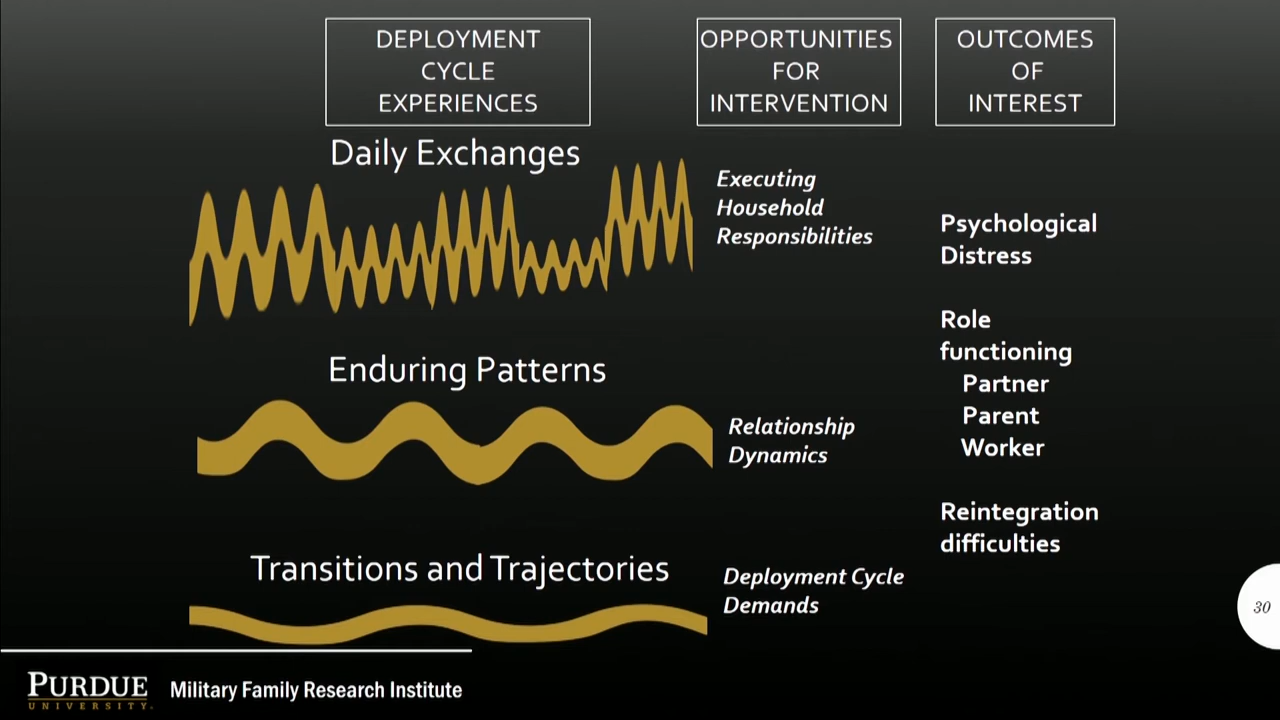 DEPLOYMENT
CYCLE
EXPERIENCES
OPPORTUNITIES
FOR
INTERVENTION
OUTCOMES
OF
INTEREST
Daily Exchanges
Executing
Household
Responsibilities
Enduring Patterns
Relationship
Dynamics
Transitions and Trajectories
Deployment Cycle
Demands
Psychological
Distress
Role
functioning
Partner
Parent
Worker
Reintegration
difficulties
30
PURDUE
UNIVERSITY.
Military Family Research Institute